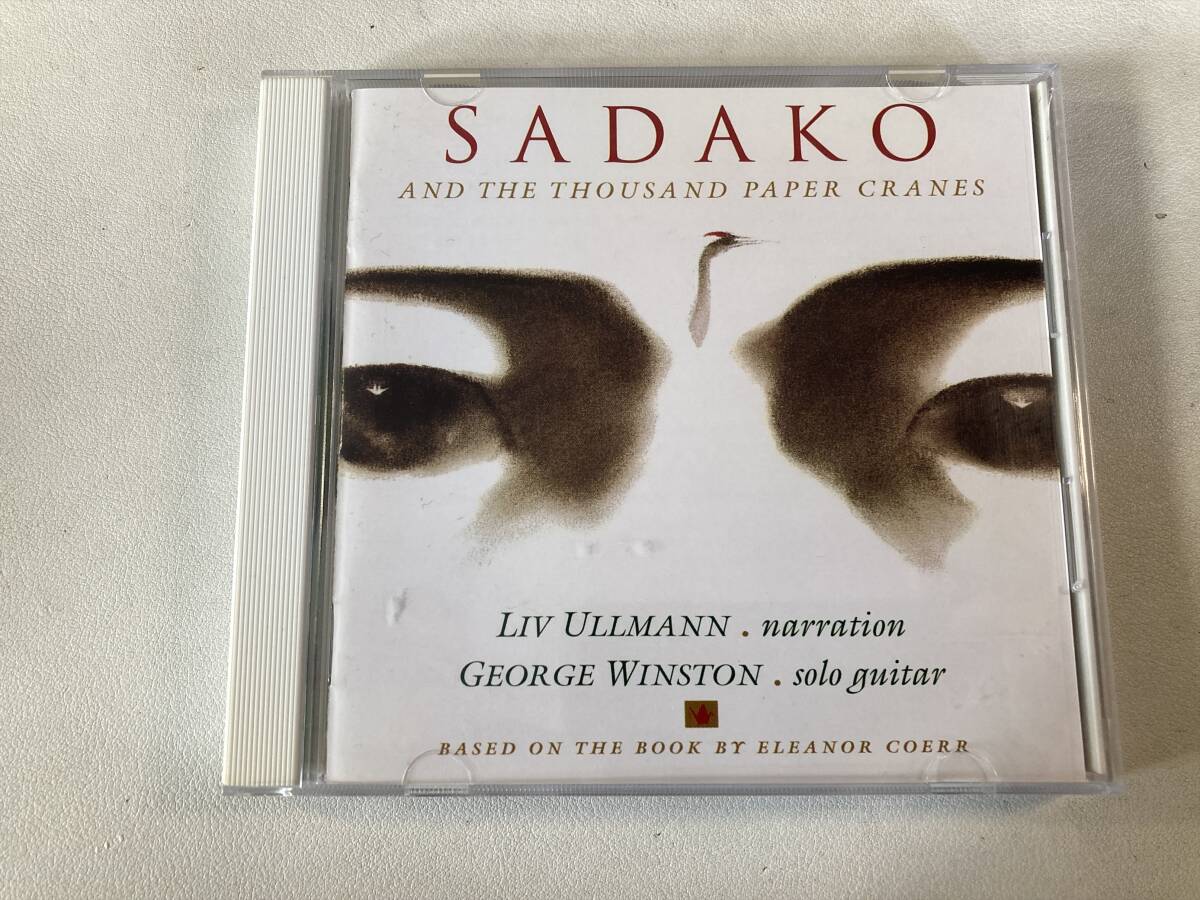 SADAKO
AND THE THOUSAND PAPER CRANES
LIV ULLMANN . narration
GEORGE WINSTON . solo guitar
BASED ON THE BOOK BY ELEANOR COERR